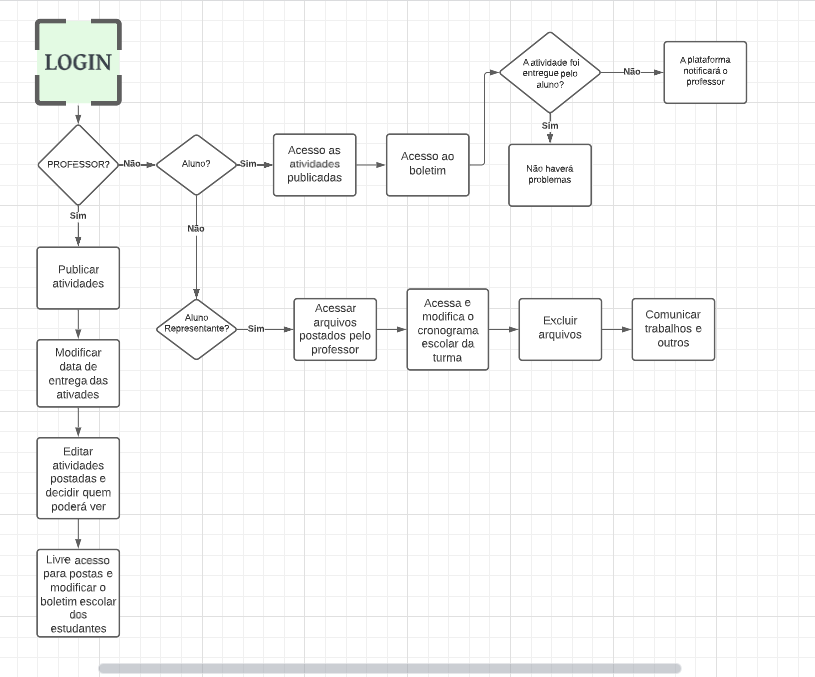 LOGIN
PROFESSOR?
Não
Aluno?
Sim
Acesso as
atividades
publicadas
Acesso ao
boletim
A atividade foi
entregue pelo
aluno?
Não
A plataforma
notificará o
professor
Sim
Não haverá
problemas
Sim
Publicar
atividades
Modificar
data de
entrega das
ativades
Editar
atividades
postadas e
decidir quem
poderá ver
Livre acesso
para postas e
modificar o
boletim escolar
dos
estudantes
Não
Aluno
Representante?
Sim
Acessar
arquivos
postados pelo
professor
Acessa e
modifica o
cronograma
escolar da
turma
Excluir
arquivos
Comunicar
trabalhos e
outros